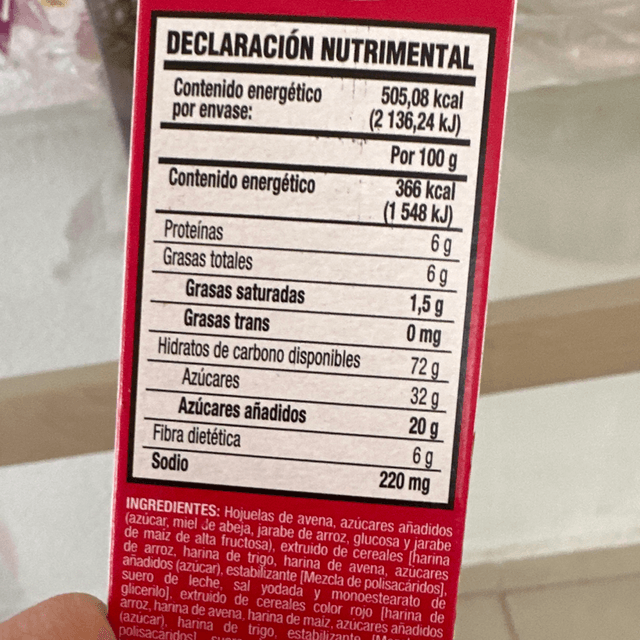 DECLARACIÓN NUTRIMENTAL
Contenido energético por envase: 505,08 kcal (2 136,24 kJ)
Por 100 g
Contenido energético 366 kcal (1 548 kJ)
Proteínas 6 g
Grasas totales 6 g
Grasas saturadas 1,5 g
Grasas trans 0 mg
Hidratos de carbono disponibles 72 g
Azúcares 32 g
Azúcares añadidos 20 g
Fibra dietética 6 g
Sodio 220 mg
INGREDIENTES: Hojuelas de avena, azúcares añadidos
(azúcar, miel de abeja, jarabe de arroz, glucosa y jarabe
de maíz de alta fructosa), extruido de cereales [harina
de arroz, harina de trigo, harina de avena, azúcares
añadidos (azúcar), estabilizante [Mezcla de polisacáridos],
suero de leche, sal yodada y monoestearato de
glicerilo], extruido de cereales color rojo [harina de
arroz, harina de avena, harina de maíz, azúcares añadidos
(azúcar), harina de trigo, estabilizante
polisacáridos]